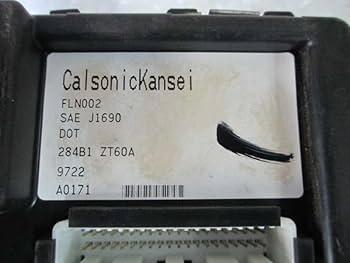 CalsonicKansei
FLN002
SAE J1690
DOT
284B1 ZT60A
9722
A0171